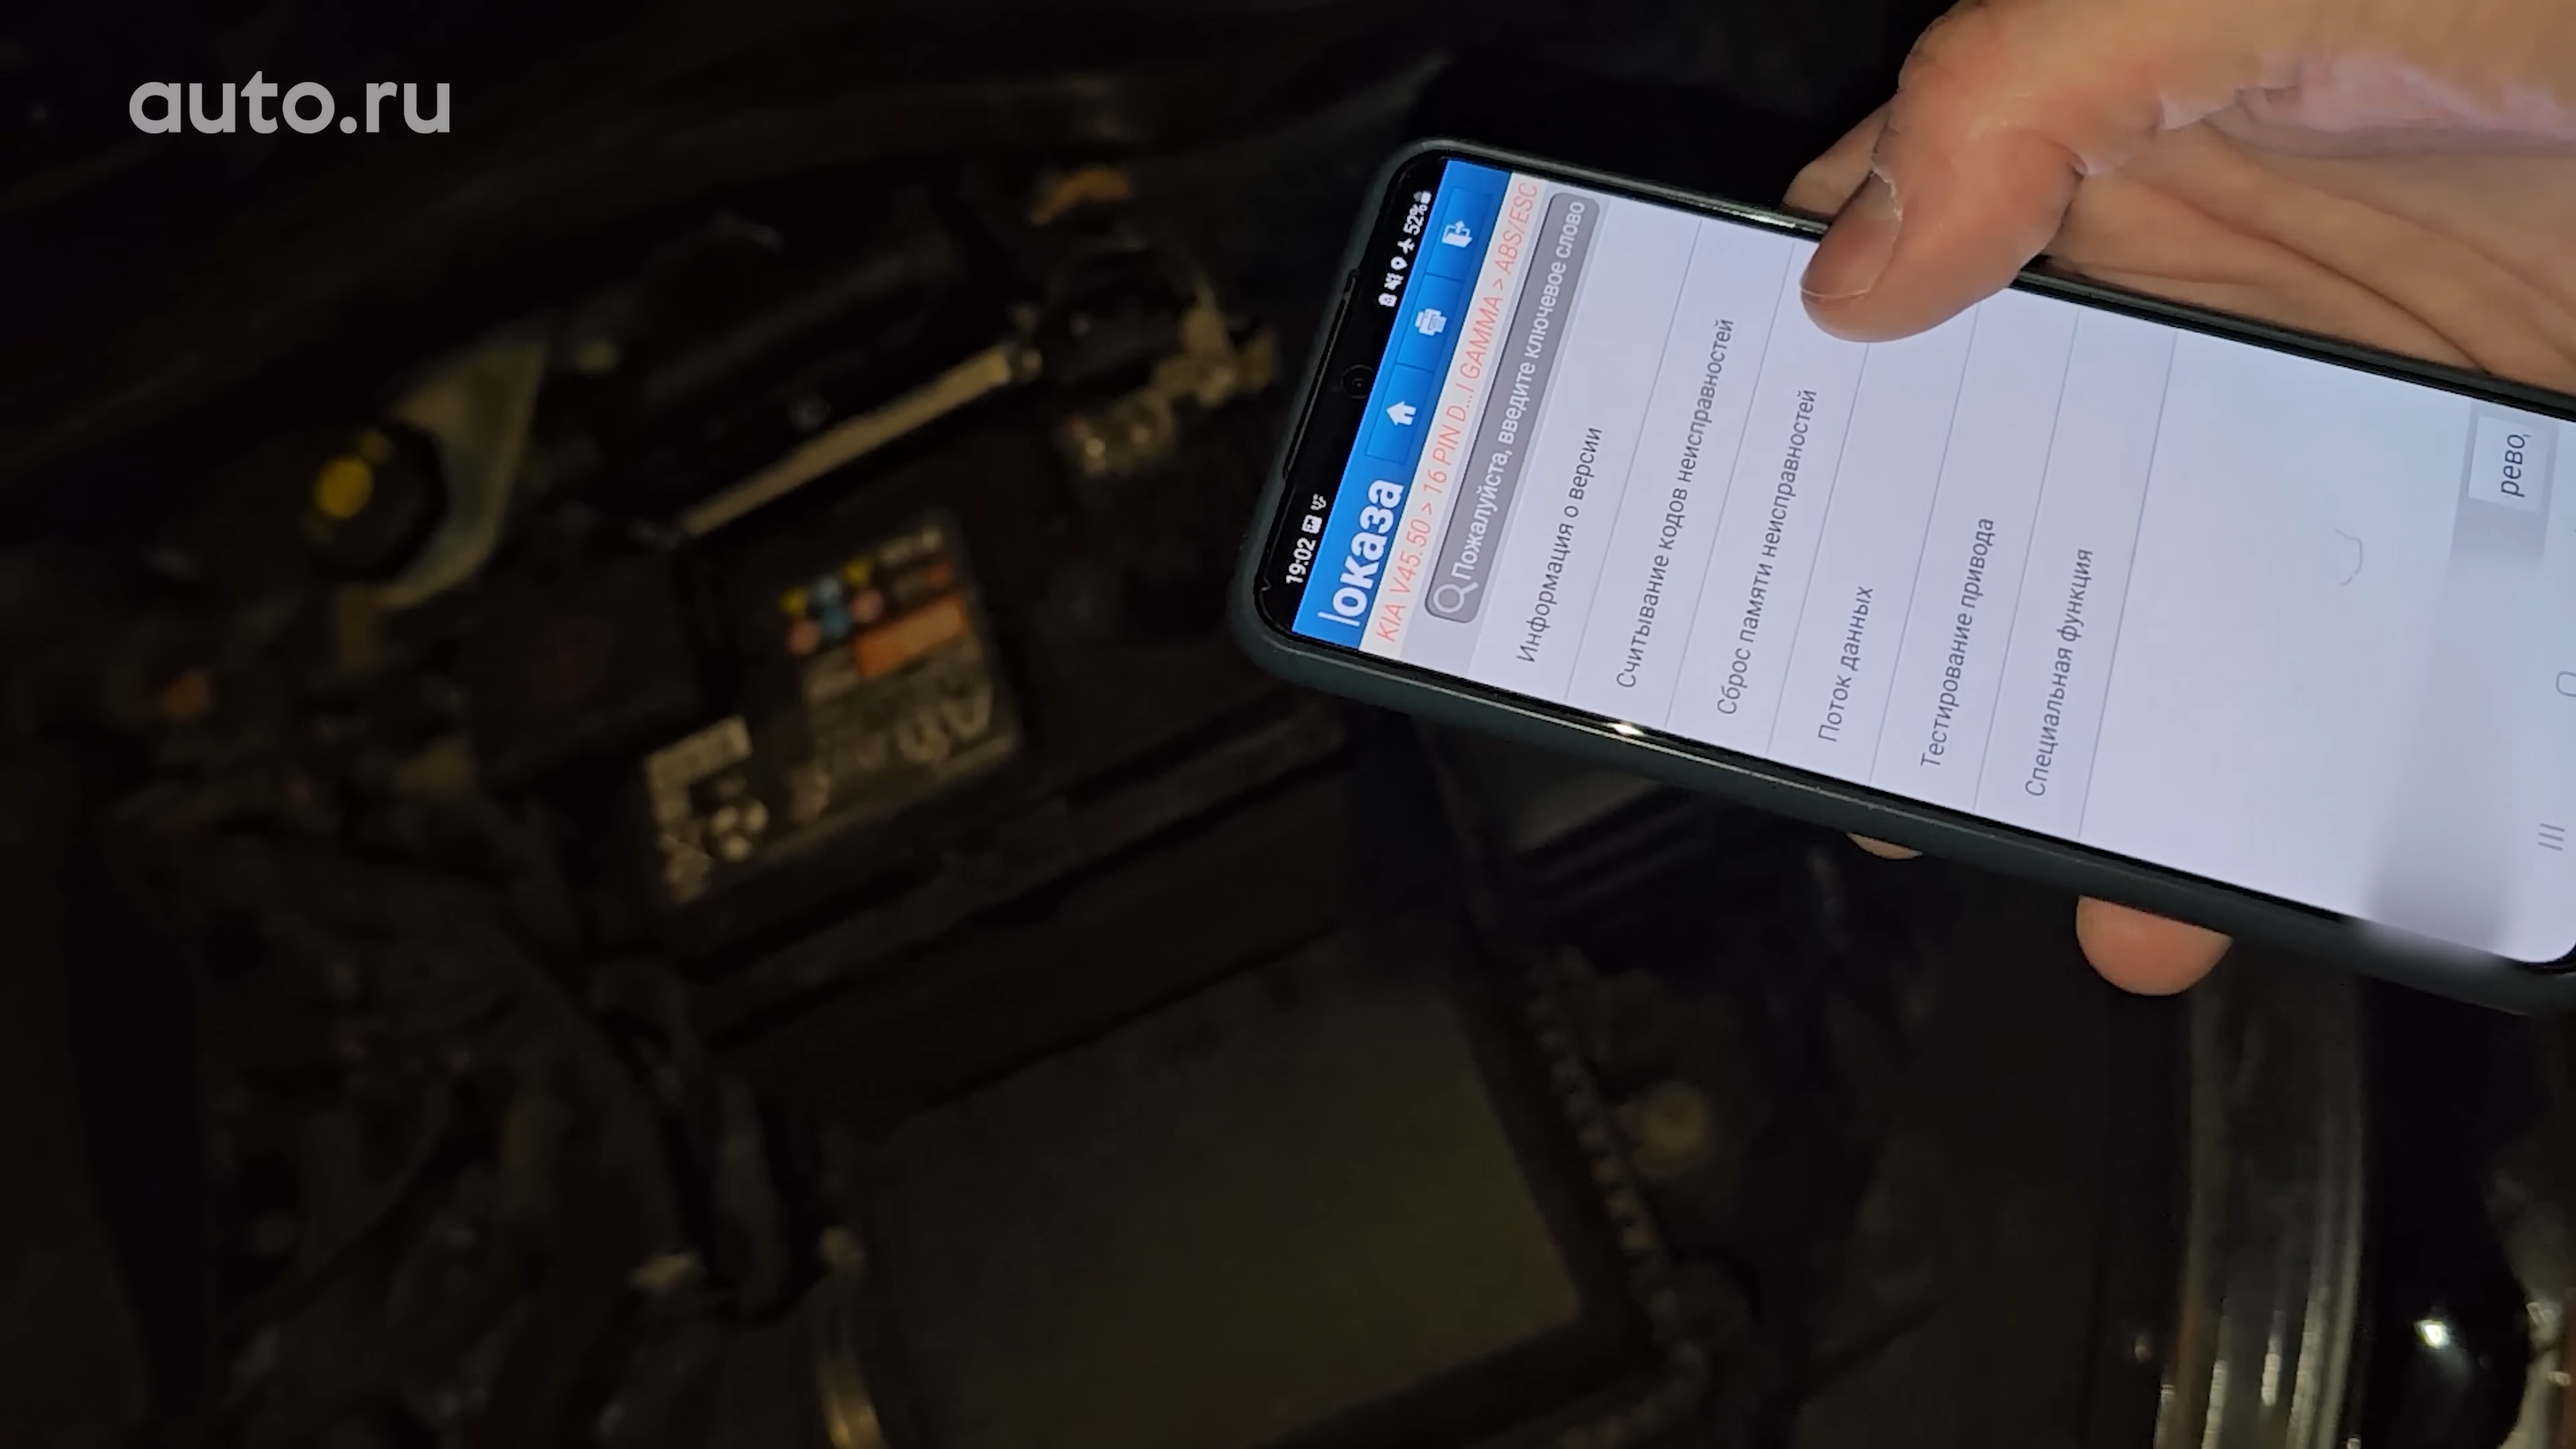 auto.ru
19:02
52%
Показа
KIA V45.50 > 16 PIN D.../ GAMMA > ABS/ESC
Пожалуйста, введите ключевое слово
Информация о версии
Считывание кодов неисправностей
Сброс памяти неисправностей
Поток данных
Тестирование привода
Специальная функция
рево